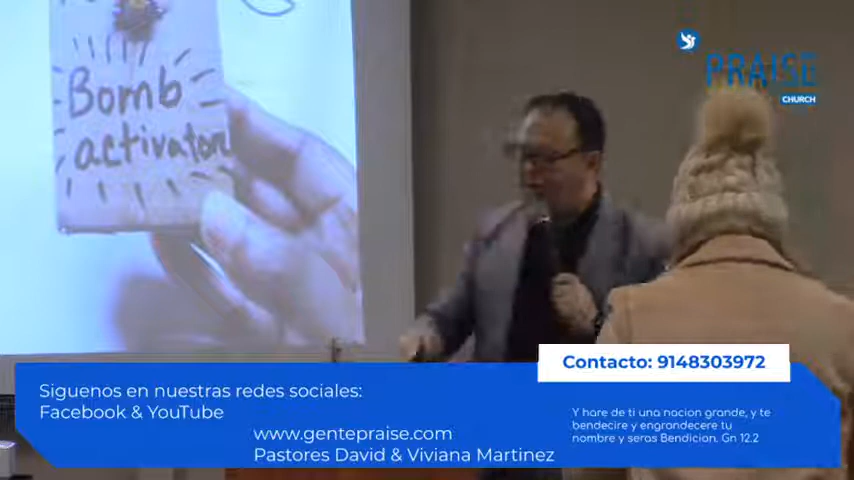 Bomb
activator
PRAISE
CHURCH
Contacto: 9148303972
Siguenos en nuestras redes sociales:
Facebook & YouTube
www.gentepraise.com
Pastores David & Viviana Martinez
Y hare de ti una nacion grande, y te
bendecire y engrandecere tu
nombre y seras Bendicion. Gn 12.2